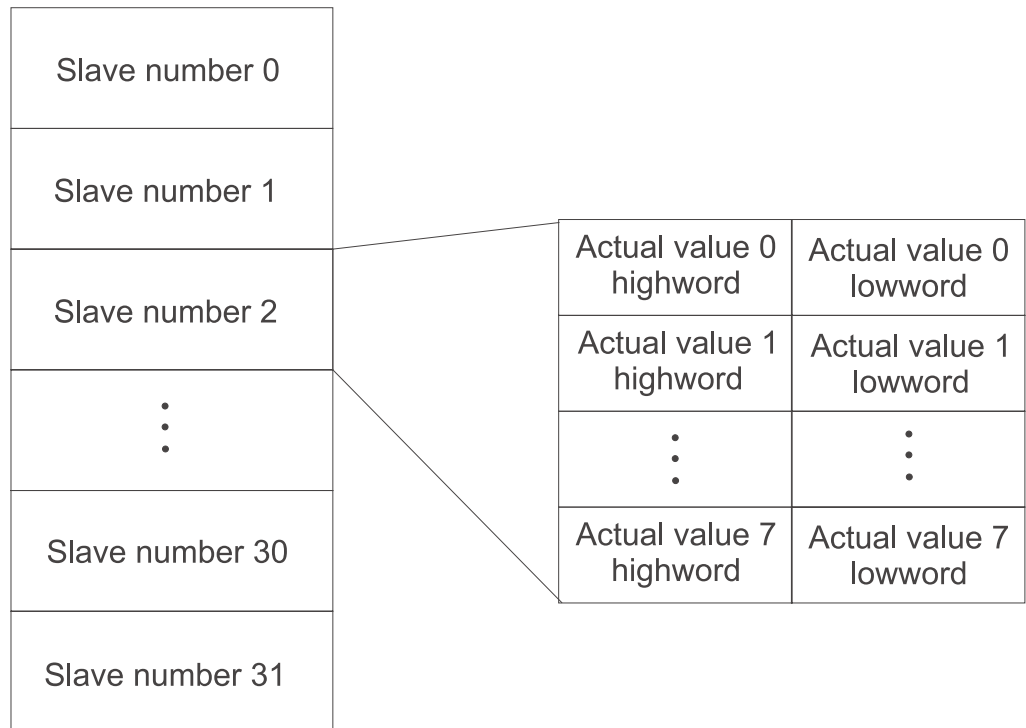 Slave number 0
Slave number 1
Slave number 2
Slave number 30
Slave number 31
Actual value 0
highword
Actual value 0
lowword
Actual value 1
highword
Actual value 1
lowword
Actual value 7
highword
Actual value 7
lowword